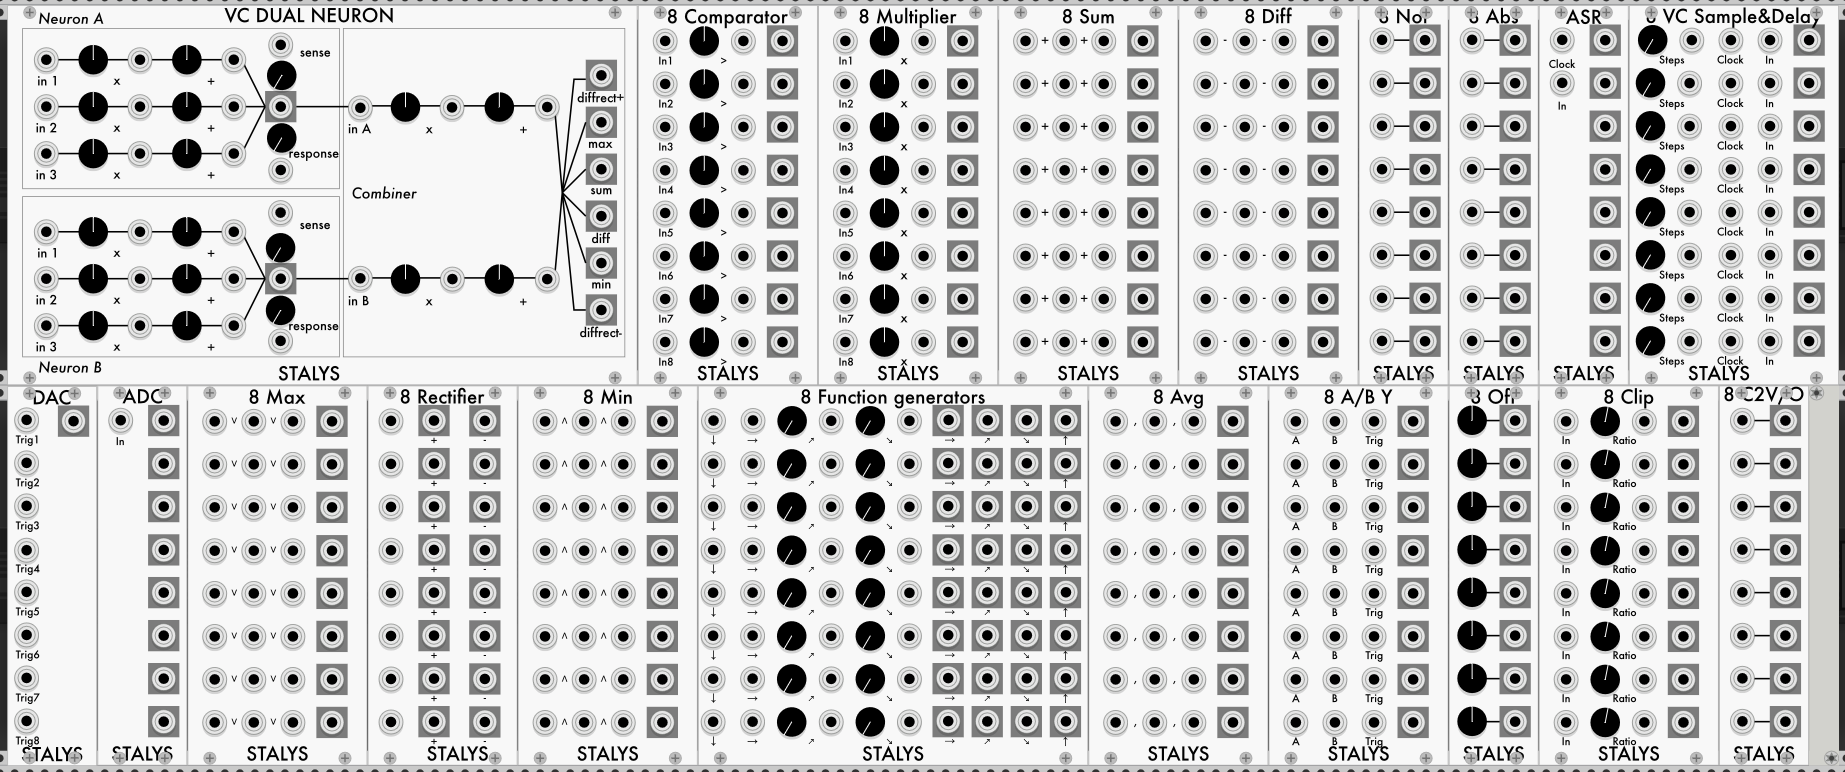 Neuron A
VC DUAL NEURON
in 1
x
+
in 2
x
+
in 3
x
+
sense
response
in A
x
+
Combiner
in 1
x
+
in 2
x
+
in 3
x
+
sense
response
in B
x
+
diffrect+
max
sum
diff
min
diffrect-
Neuron B
STALYS
8 Comparator
In1 >
In2 >
In3 >
In4 >
In5 >
In6 >
In7 >
In8 >
STALYS
8 Multiplier
In1 x
In2 x
In3 x
In4 x
In5 x
In6 x
In7 x
In8 x
STALYS
8 Sum
+ +
+ +
+ +
+ +
+ +
+ +
+ +
+ +
STALYS
8 Diff
- -
- -
- -
- -
- -
- -
- -
- -
STALYS
8 Not
STALYS
8 Abs
STALYS
ASR
Clock
In
STALYS
8 VC Sample&Delay
Steps Clock In
Steps Clock In
Steps Clock In
Steps Clock In
Steps Clock In
Steps Clock In
Steps Clock In
Steps Clock In
STALYS
DAC
Trig1
Trig2
Trig3
Trig4
Trig5
Trig6
Trig7
Trig8
STALYS
ADC
In
STALYS
8 Max
v v
v v
v v
v v
v v
v v
v v
v v
STALYS
8 Rectifier
+ -
+ -
+ -
+ -
+ -
+ -
+ -
+ -
STALYS
8 Min
ʌ ʌ
ʌ ʌ
ʌ ʌ
ʌ ʌ
ʌ ʌ
ʌ ʌ
ʌ ʌ
ʌ ʌ
STALYS
8 Function generators
↓ → ↗ ↘ → ↗ ↘ ↑
↓ → ↗ ↘ → ↗ ↘ ↑
↓ → ↗ ↘ → ↗ ↘ ↑
↓ → ↗ ↘ → ↗ ↘ ↑
↓ → ↗ ↘ → ↗ ↘ ↑
↓ → ↗ ↘ → ↗ ↘ ↑
↓ → ↗ ↘ → ↗ ↘ ↑
↓ → ↗ ↘ → ↗ ↘ ↑
STALYS
8 Avg
, ,
, ,
, ,
, ,
, ,
, ,
, ,
, ,
STALYS
8 A/B Y
A B Trig
A B Trig
A B Trig
A B Trig
A B Trig
A B Trig
A B Trig
A B Trig
STALYS
8 Off
STALYS
8 Clip
In Ratio
In Ratio
In Ratio
In Ratio
In Ratio
In Ratio
In Ratio
In Ratio
STALYS
8 C2V/O
STALYS